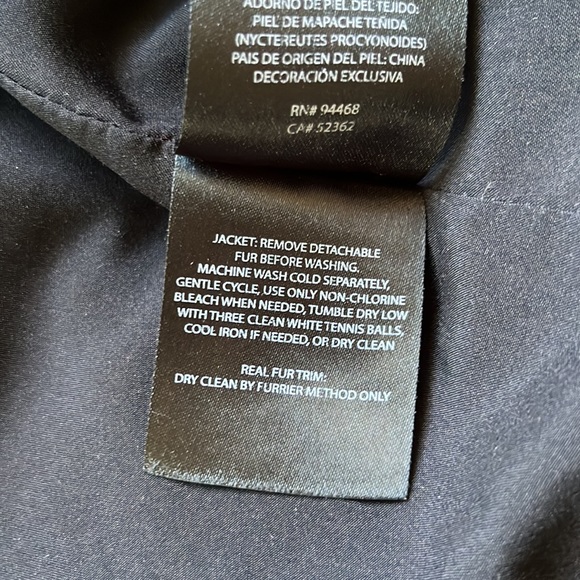 ADORNO DE PIEL DEL TEJIDO:
PIEL DE MAPACHE TEÑIDA
(NYCTEREUTES PROCYONOIDES)
PAIS DE ORIGEN DEL PIEL: CHINA
DECORACIÓN EXCLUSIVA
RN# 94468
CA# 52362
JACKET: REMOVE DETACHABLE
FUR BEFORE WASHING.
MACHINE WASH COLD SEPARATELY,
GENTLE CYCLE, USE ONLY NON-CHLORINE
BLEACH WHEN NEEDED, TUMBLE DRY LOW
WITH THREE CLEAN WHITE TENNIS BALLS,
COOL IRON IF NEEDED, OR DRY CLEAN
REAL FUR TRIM:
DRY CLEAN BY FURRIER METHOD ONLY